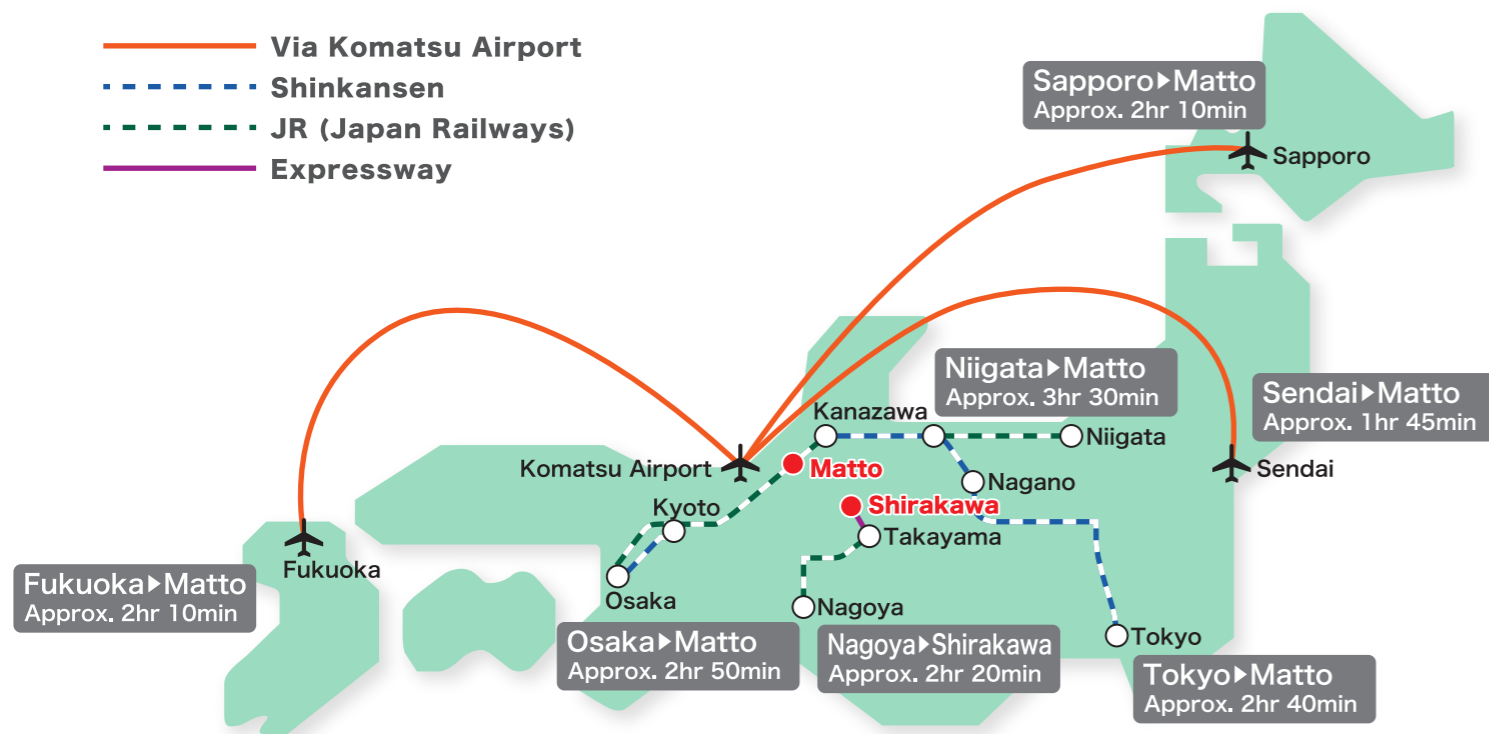 Via Komatsu Airport
Shinkansen
JR (Japan Railways)
Expressway
Sapporo▶Matto
Approx. 2hr 10min
Sapporo
Niigata▶Matto
Approx. 3hr 30min
Sendai▶Matto
Approx. 1hr 45min
Kanazawa
Niigata
Komatsu Airport
Matto
Sendai
Nagano
Kyoto
Shirakawa
Takayama
Fukuoka
Fukuoka▶Matto
Approx. 2hr 10min
Osaka
Nagoya
Tokyo
Osaka▶Matto
Approx. 2hr 50min
Nagoya▶Shirakawa
Approx. 2hr 20min
Tokyo▶Matto
Approx. 2hr 40min